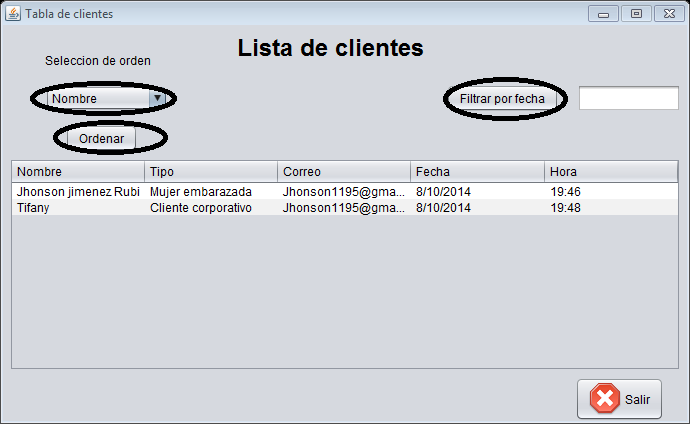 Tabla de clientes
Lista de clientes
Seleccion de orden
Nombre
Filtrar por fecha
Ordenar
Nombre Tipo Correo Fecha Hora
Jhonson jimenez Rubi Mujer embarazada Jhonson1195@gma... 8/10/2014 19:46
Tifany Cliente corporativo Jhonson1195@gma... 8/10/2014 19:48
Salir